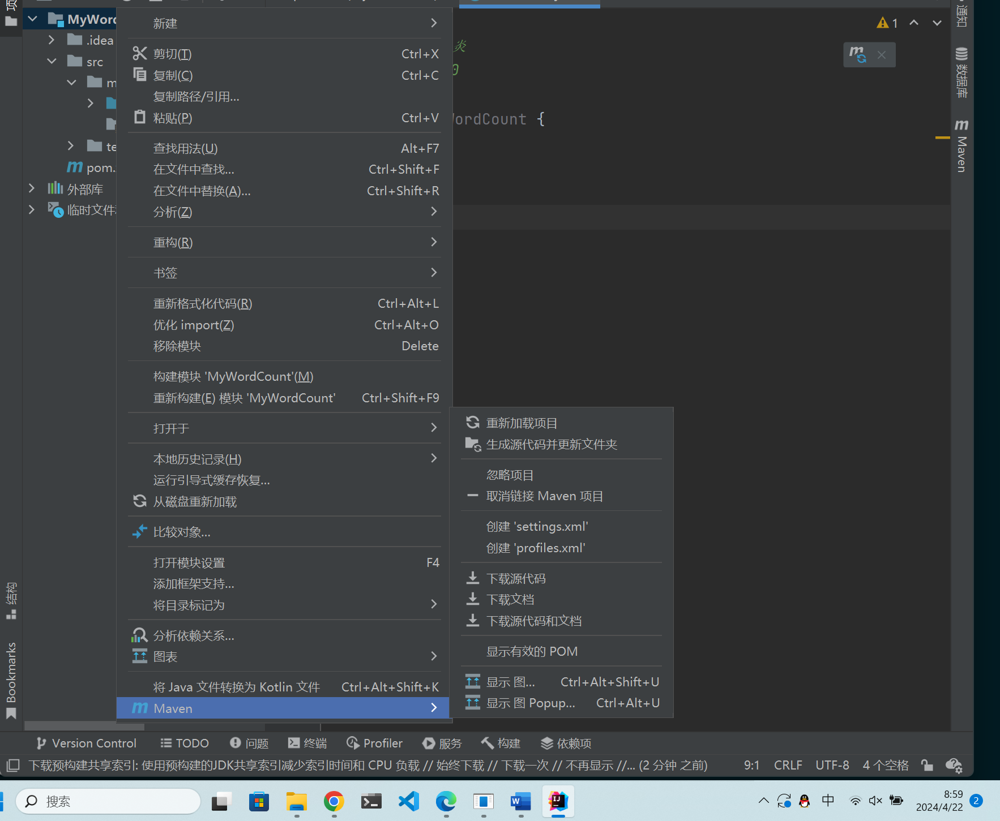 MyWord
.idea
src
m
te
pom.
外部库
临时文件
结构
Bookmarks
新建
剪切(T) Ctrl+X
复制(C) Ctrl+C
复制路径/引用...
粘贴(P) Ctrl+V
查找用法(U) Alt+F7
在文件中查找... Ctrl+Shift+F
在文件中替换(A)... Ctrl+Shift+R
分析(Z)
重构(R)
书签
重新格式化代码(R) Ctrl+Alt+L
优化 import(Z) Ctrl+Alt+O
移除模块 Delete
构建模块 'MyWordCount'(M)
重新构建(E) 模块 'MyWordCount' Ctrl+Shift+F9
打开于
本地历史记录(H)
运行引导式缓存恢复...
从磁盘重新加载
比较对象...
打开模块设置 F4
添加框架支持...
将目录标记为
分析依赖关系...
图表
将 Java 文件转换为 Kotlin 文件 Ctrl+Alt+Shift+K
Maven
重新加载项目
生成源代码并更新文件夹
忽略项目
取消链接 Maven 项目
创建 'settings.xml'
创建 'profiles.xml'
下载源代码
下载文档
下载源代码和文档
显示有效的 POM
显示 图... Ctrl+Alt+Shift+U
显示 图 Popup... Ctrl+Alt+U
炎
0
ordCount {
1
通知
数据库
Maven
Version Control TODO 问题 终端 Profiler 服务 构建 依赖项
下载预构建共享索引: 使用预构建的JDK共享索引减少索引时间和 CPU 负载 // 始终下载 // 下载一次 // 不再显示 //... (2 分钟 之前) 9:1 CRLF UTF-8 4 个空格
搜索
中
8:59
2024/4/22
2